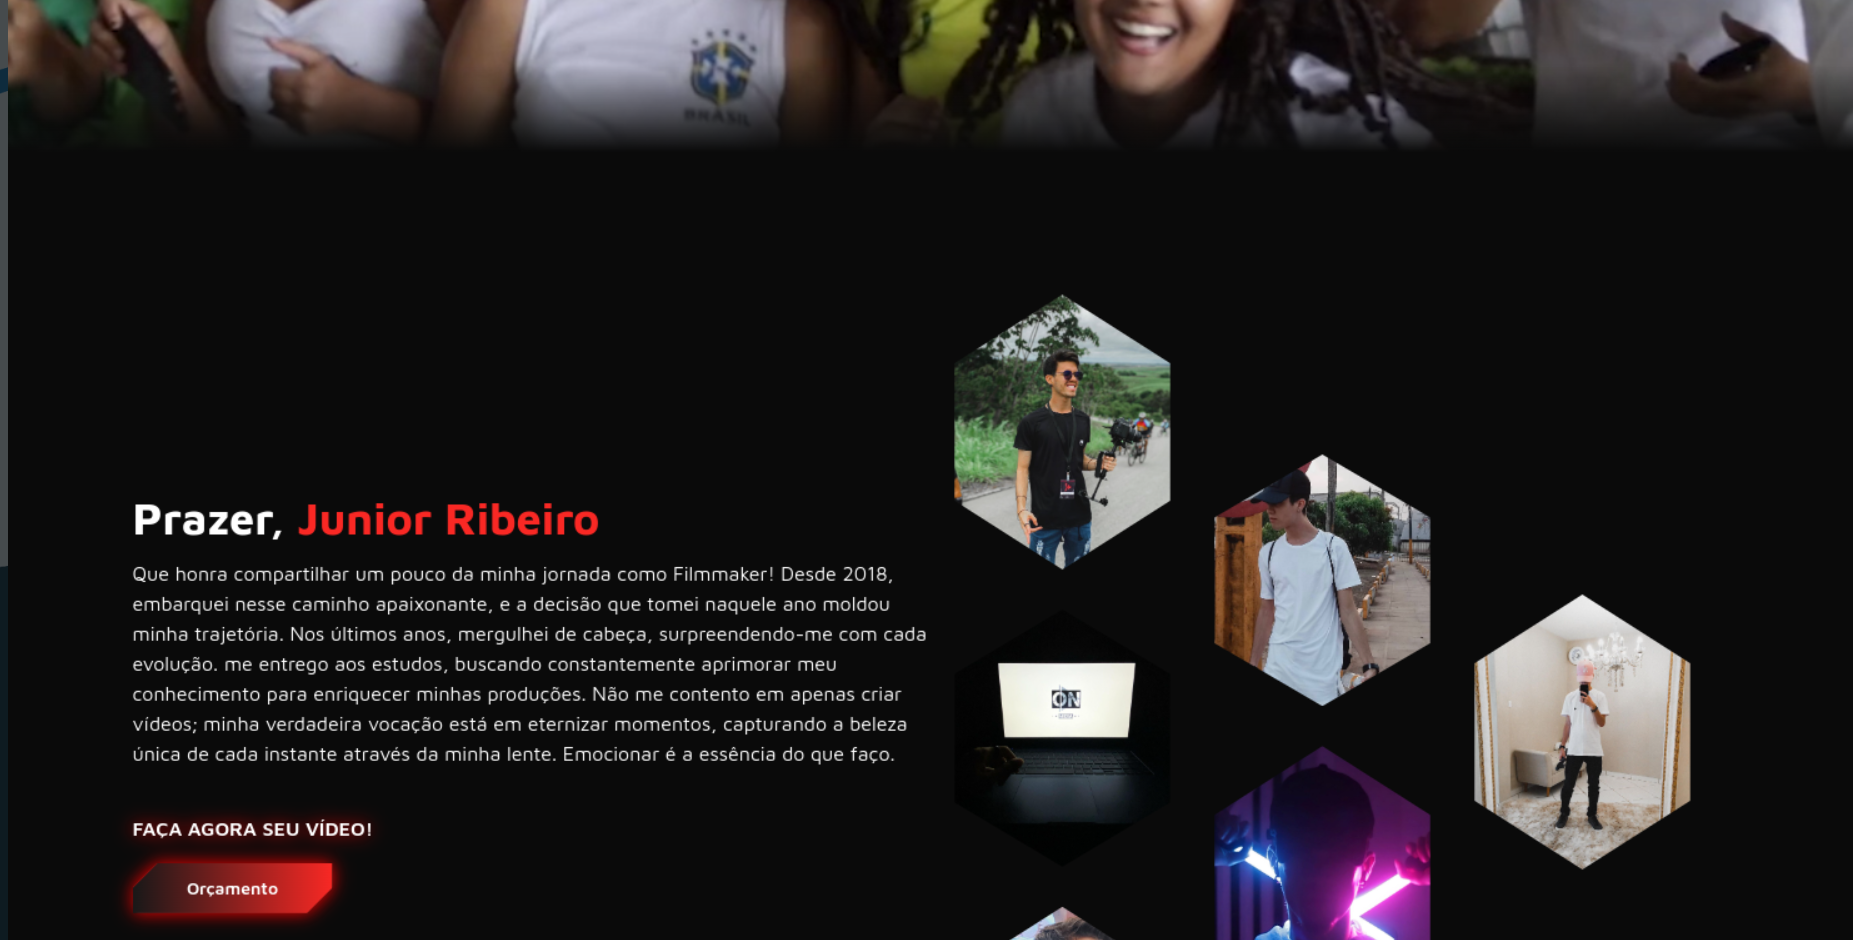 BRASIL
Prazer, Junior Ribeiro
Que honra compartilhar um pouco da minha jornada como Filmmaker! Desde 2018,
embarquei nesse caminho apaixonante, e a decisão que tomei naquele ano moldou
minha trajetória. Nos últimos anos, mergulhei de cabeça, surpreendendo-me com cada
evolução. me entrego aos estudos, buscando constantemente aprimorar meu
conhecimento para enriquecer minhas produções. Não me contento em apenas criar
vídeos; minha verdadeira vocação está em eternizar momentos, capturando a beleza
única de cada instante através da minha lente. Emocionar é a essência do que faço.
ON
FAÇA AGORA SEU VÍDEO!
Orçamento